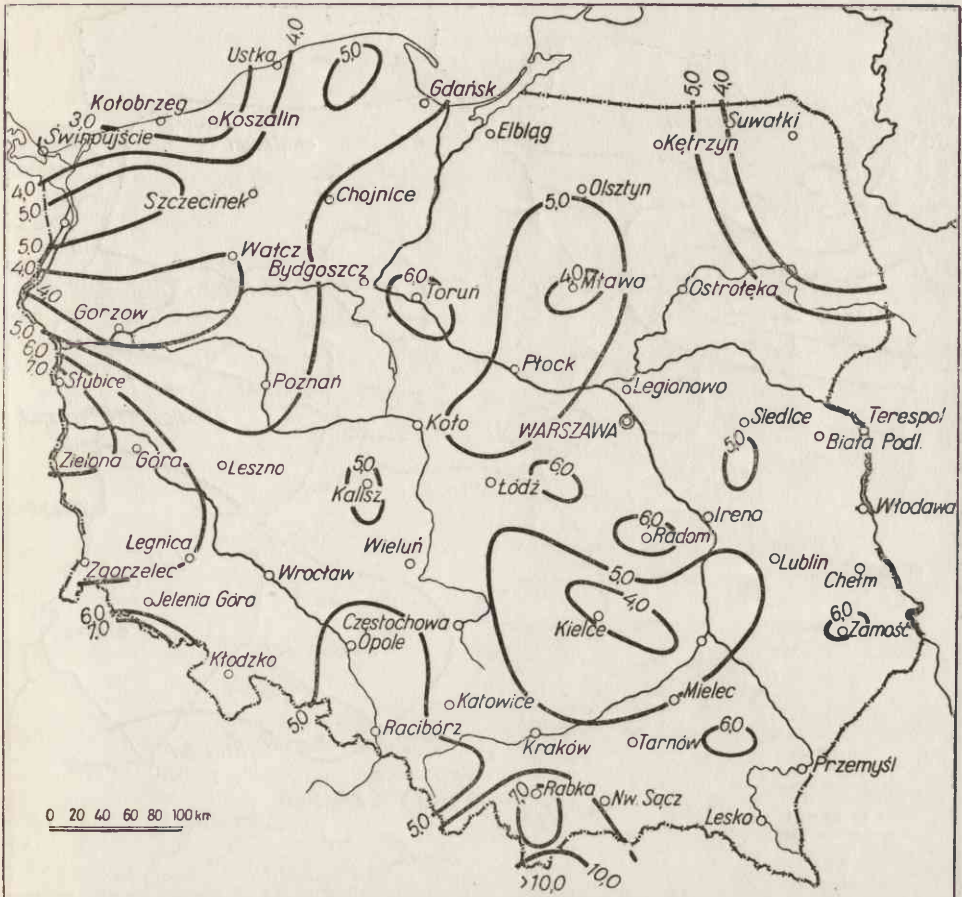 4,0
5,0
Ustka
Gdańsk
Kołobrzeg
3,0
Koszalin
Świnoujście
Elbląg
5,0
4,0
Suwałki
Kętrzyn
4,0
5,0
Szczecinek
Chojnice
Olsztyn
5,0
5,0
4,0
Wałcz
Bydgoszcz
6,0
Toruń
4,0
Mława
Ostrołęka
4,0
Gorzow
5,0
6,0
7,0
Słubice
Poznań
Płock
Legionowo
Koło
WARSZAWA
Siedlce
5,0
Terespol
Biała Podl.
Zielona Góra
Leszno
5,0
Kalisz
6,0
Łódź
Włodawa
Irena
6,0
Radom
Legnica
Wieluń
Zgorzelec
Wrocław
5,0
Lublin
Chełm
Jelenia Góra
6,0
7,0
4,0
Kielce
Częstochowa
Opole
6,0
Zamość
Kłodzko
5,0
Katowice
Mielec
Racibórz
Kraków
Tarnów
6,0
Przemyśl
7,0
Rabka
Nw. Sącz
Lesko
0 20 40 60 80 100 km
5,0
>10,0
10,0